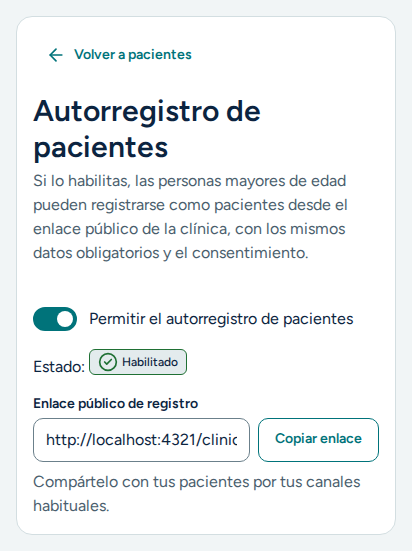 Volver a pacientes
Autorregistro de
pacientes
Si lo habilitas, las personas mayores de edad
pueden registrarse como pacientes desde el
enlace público de la clínica, con los mismos
datos obligatorios y el consentimiento.
Permitir el autorregistro de pacientes
Estado: Habilitado
Enlace público de registro
http://localhost:4321/clinic Copiar enlace
Compártelo con tus pacientes por tus canales
habituales.